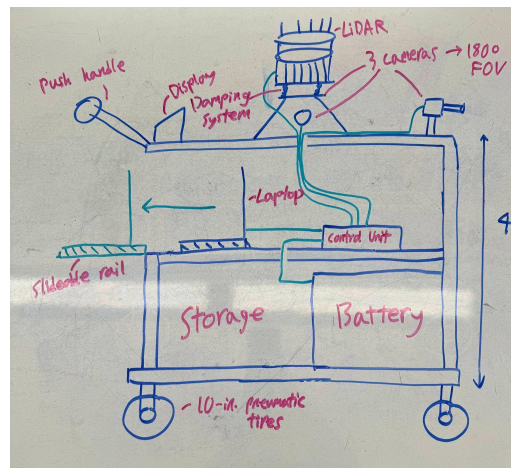 LiDAR
3 cameras → 180°
FOV
Push handle
Display
Damping
system
Laptop
Control Unit
4
Slideable rail
Storage
Battery
10-in. pneumatic
tires